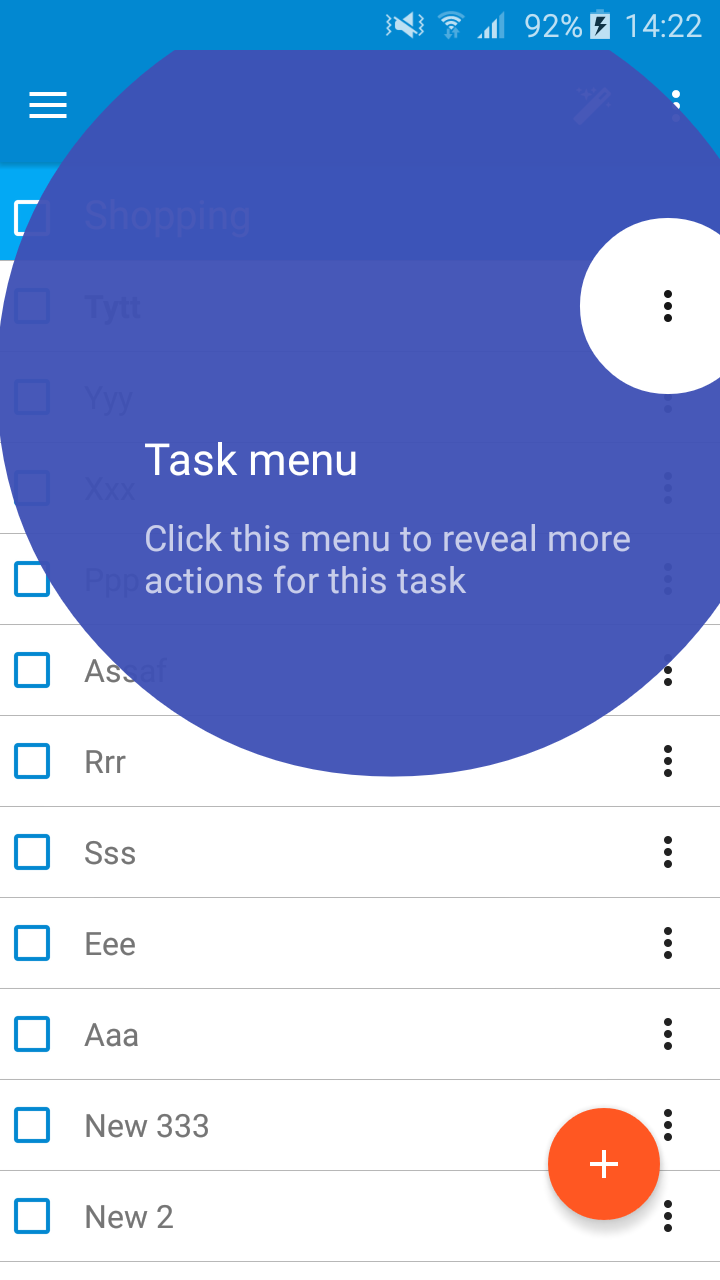 92% 14:22
Shopping
Tytt
Yyy
Xxx
Task menu
Click this menu to reveal more
Ppp
actions for this task
Assaf
Rrr
Sss
Eee
Aaa
New 333
New 2